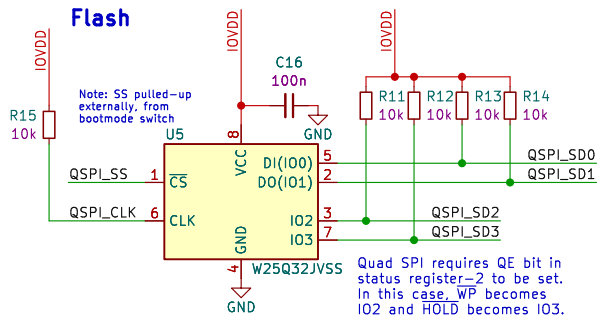 Flash
IOVDD
IOVDD
IOVDD
Note: SS pulled-up
externally, from
bootmode switch
C16
100n
GND
R15
10k
R11
10k
R12
10k
R13
10k
R14
10k
U5
8
VCC
QSPI_SS
1
CS
QSPI_CLK
6
CLK
DI(IO0)
5
QSPI_SD0
DO(IO1)
2
QSPI_SD1
IO2
3
QSPI_SD2
IO3
7
QSPI_SD3
GND
4
W25Q32JVSS
GND
Quad SPI requires QE bit in
status register-2 to be set.
In this case, WP becomes
IO2 and HOLD becomes IO3.